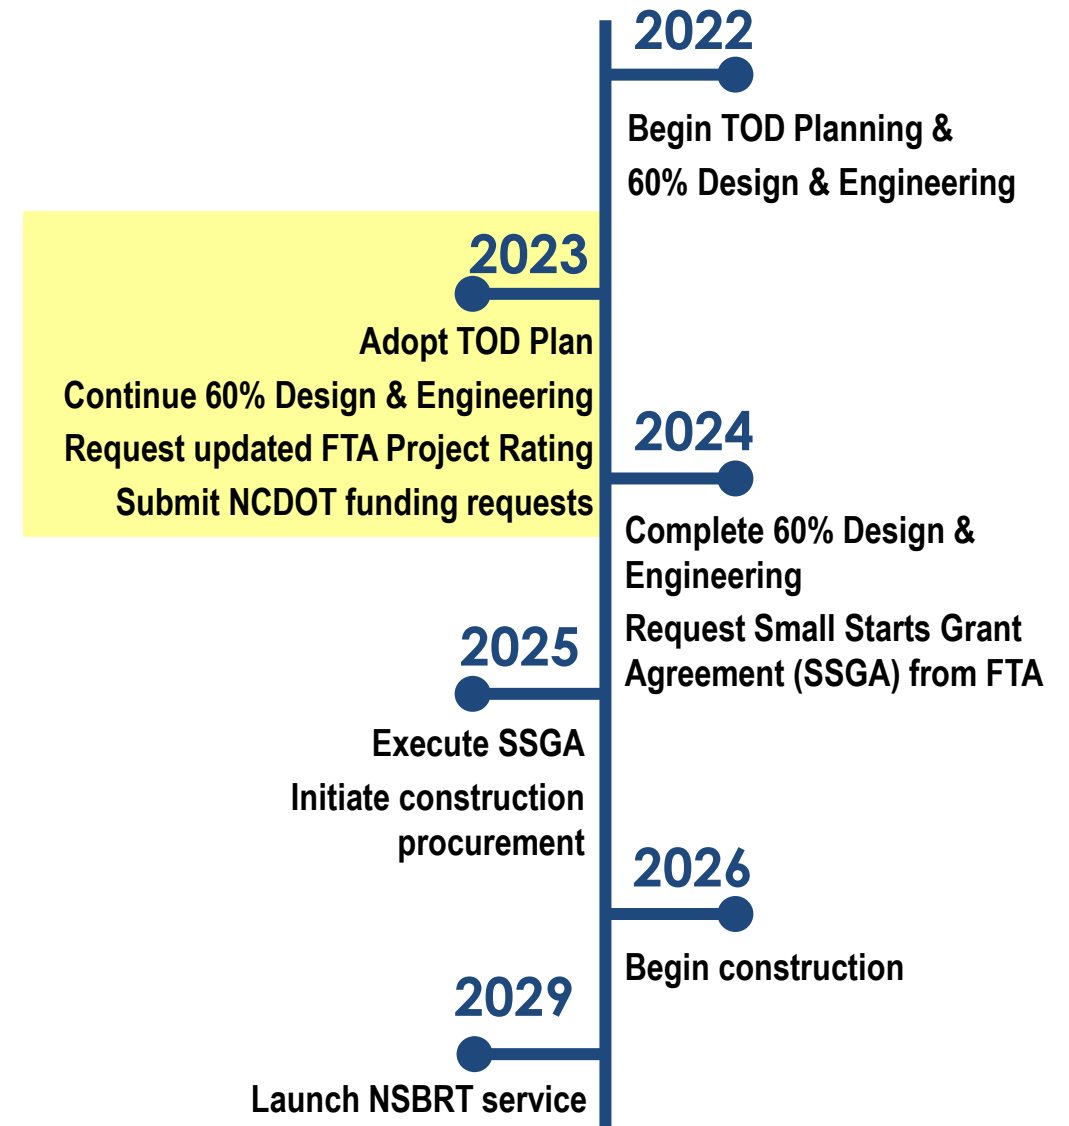 2022
Begin TOD Planning &
60% Design & Engineering
2023
Adopt TOD Plan
Continue 60% Design & Engineering
Request updated FTA Project Rating
Submit NCDOT funding requests
2024
Complete 60% Design &
Engineering
Request Small Starts Grant
Agreement (SSGA) from FTA
2025
Execute SSGA
Initiate construction
procurement
2026
Begin construction
2029
Launch NSBRT service